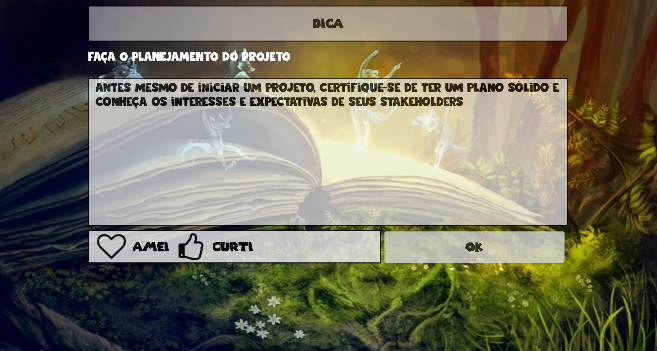 DICA
FAÇA O PLANEJAMENTO DO PROJETO
ANTES MESMO DE INICIAR UM PROJETO, CERTIFIQUE-SE DE TER UM PLANO SÓLIDO E
CONHEÇA OS INTERESSES E EXPECTATIVAS DE SEUS STAKEHOLDERS
AMEI CURTI OK